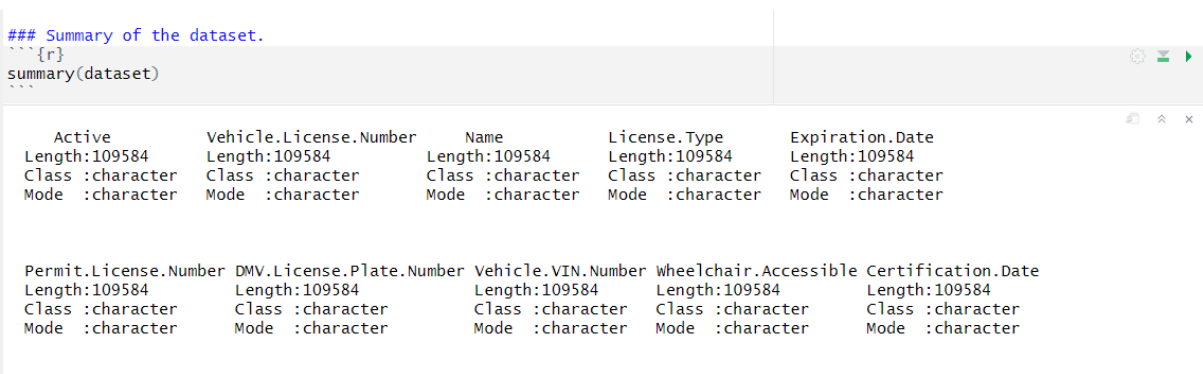 ### Summary of the dataset.
```{r}
summary(dataset)
```
Active Vehicle.License.Number Name License.Type Expiration.Date
Length:109584 Length:109584 Length:109584 Length:109584 Length:109584
Class :character Class :character Class :character Class :character Class :character
Mode :character Mode :character Mode :character Mode :character Mode :character
Permit.License.Number DMV.License.Plate.Number Vehicle.VIN.Number Wheelchair.Accessible Certification.Date
Length:109584 Length:109584 Length:109584 Length:109584 Length:109584
Class :character Class :character Class :character Class :character Class :character
Mode :character Mode :character Mode :character Mode :character Mode :character